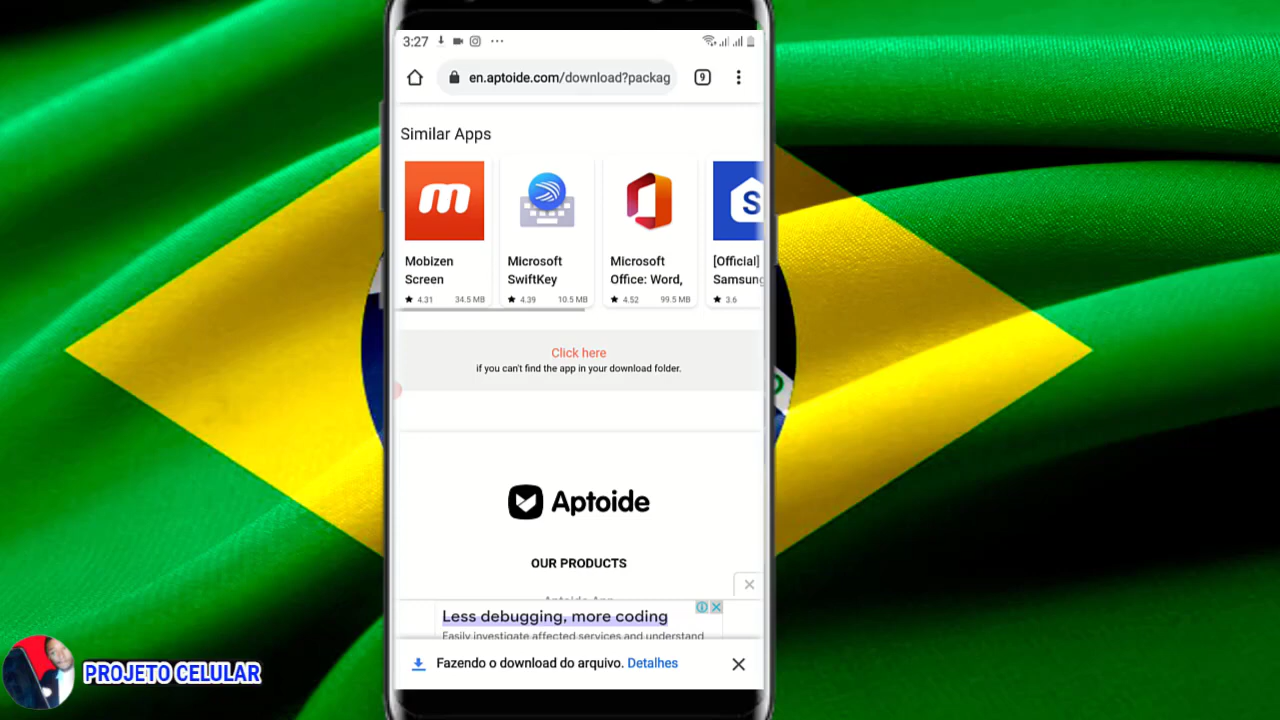 3:27
en.aptoide.com/download?packag
9
Similar Apps
Mobizen Screen
4.31 34.5 MB
Microsoft SwiftKey
4.39 10.5 MB
Microsoft Office: Word,
4.52 99.5 MB
[Official] Samsung
3.6
Click here
if you can't find the app in your download folder.
Aptoide
OUR PRODUCTS
Less debugging, more coding
Easily investigate affected services and understand
Fazendo o download do arquivo. Detalhes
PROJETO CELULAR